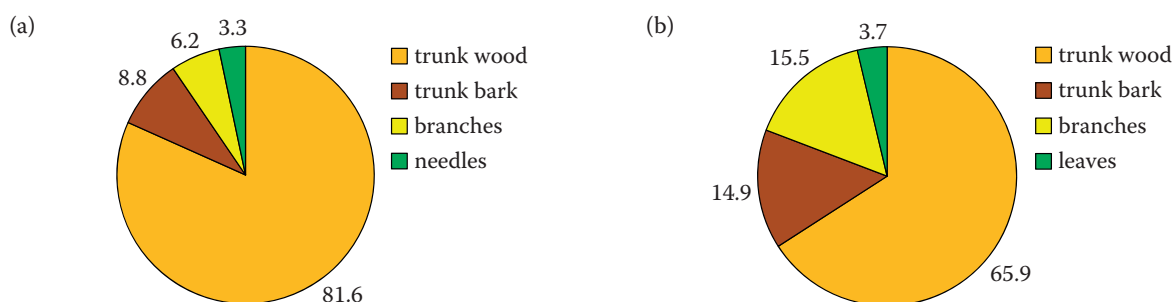 (a)
3.3
6.2
8.8
81.6
trunk wood
trunk bark
branches
needles
(b)
3.7
15.5
14.9
65.9
trunk wood
trunk bark
branches
leaves